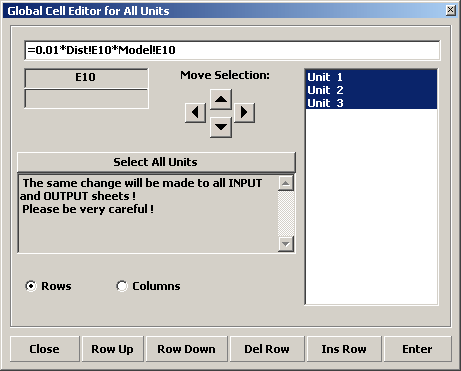 Global Cell Editor for All Units
=0.01*Dist!E10*Model!E10
E10
Move Selection:
Unit 1
Unit 2
Unit 3
Select All Units
The same change will be made to all INPUT
and OUTPUT sheets !
Please be very careful !
Rows
Columns
Close
Row Up
Row Down
Del Row
Ins Row
Enter